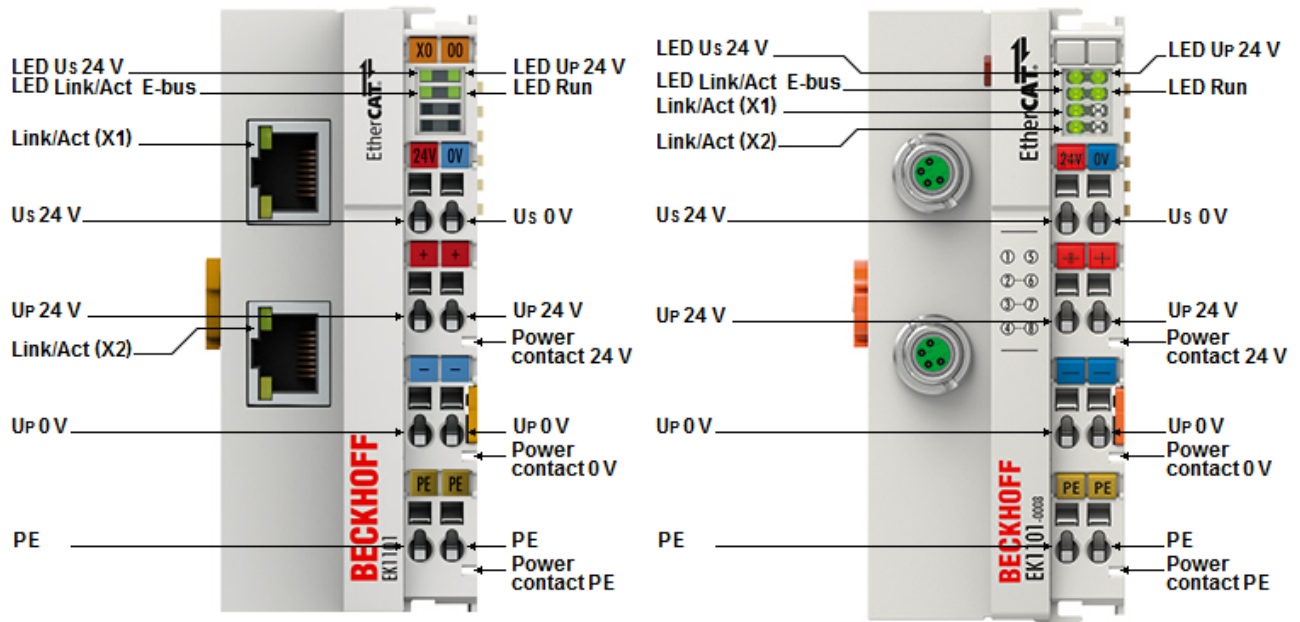 LED Us 24 V
LED Link/Act E-bus
Link/Act (X1)
Us 24 V
UP 24 V
Link/Act (X2)
UP 0 V
PE
X0 00
EtherCAT®
24V 0V
+ +
− −
PE PE
BECKHOFF
EK1101
LED UP 24 V
LED Run
Us 0 V
UP 24 V
Power
contact 24 V
UP 0 V
Power
contact 0 V
PE
Power
contact PE
LED Us 24 V
LED Link/Act E-bus
Link/Act (X1)
Link/Act (X2)
Us 24 V
UP 24 V
UP 0 V
PE
EtherCAT®
24V 0V
① ⑤
②-⑥
③-⑦
④-⑧
+ +
— —
PE PE
BECKHOFF
EK1101-0008
LED UP 24 V
LED Run
Us 0 V
UP 24 V
Power
contact 24 V
UP 0 V
Power
contact 0 V
PE
Power
contact PE